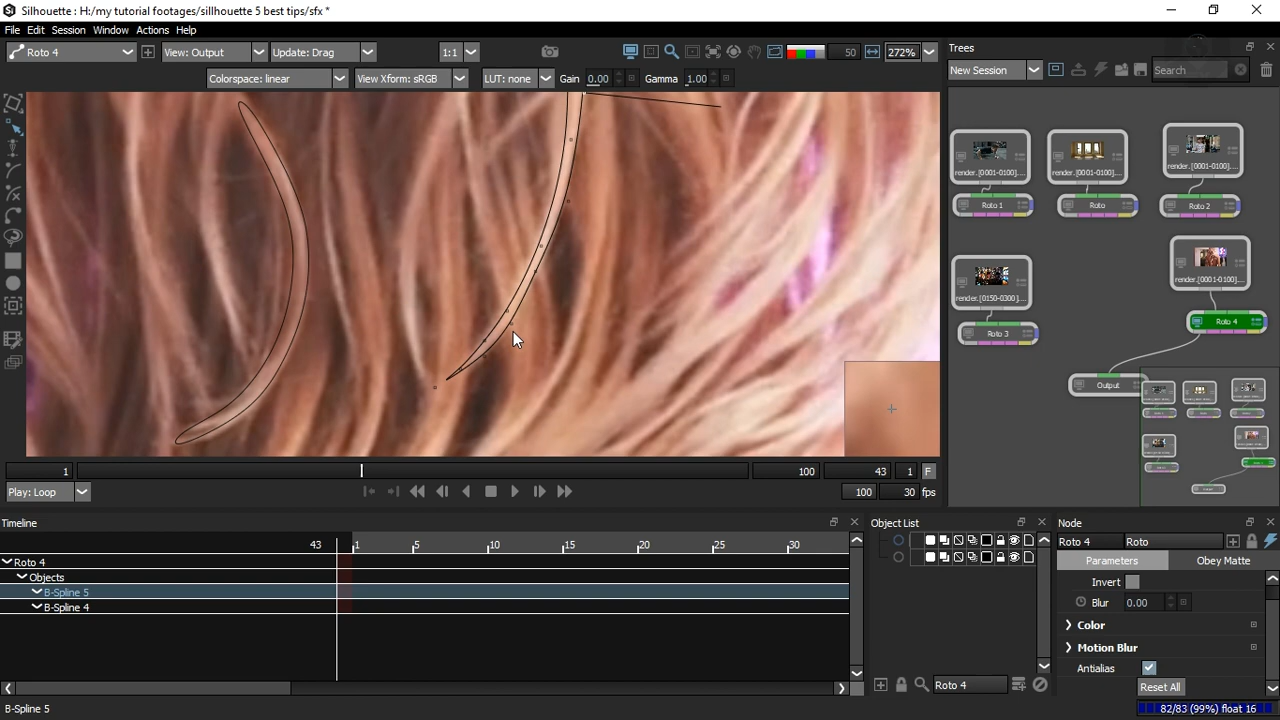 Silhouette : H:/my tutorial footages/sillhouette 5 best tips/sfx *
File Edit Session Window Actions Help
Roto 4 View: Output Update: Drag 1:1 50 272%
Colorspace: linear View Xform: sRGB LUT: none Gain 0.00 Gamma 1.00
Trees
New Session Search
render.[0001-0100]....
render.[0001-0100]....
render.[0001-0100]....
Roto 1
Roto
Roto 2
render.[0150-0300]....
render.[0001-0100]....
Roto 3
Roto 4
Output
1 100 43 1 F
Play: Loop 100 30 fps
Timeline
43 1 5 10 15 20 25 30
Roto 4
Objects
B-Spline 5
B-Spline 4
Object List
Roto 4
Node
Roto 4 Roto
Parameters Obey Matte
Invert
Blur 0.00
Color
Motion Blur
Antialias
Reset All
B-Spline 5
82/83 (99%) float 16